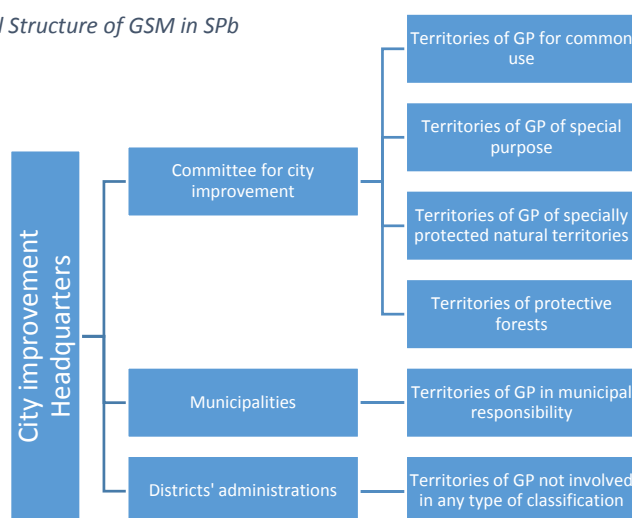 Structure of GSM in SPb
Territories of GP for common
use
Territories of GP of special
purpose
Committee for city
improvement
Territories of GP of specially
protected natural territories
Territories of protective
forests
City improvement
Headquarters
Municipalities
Territories of GP in municipal
responsibility
Districts' administrations
Territories of GP not involved
in any type of classification